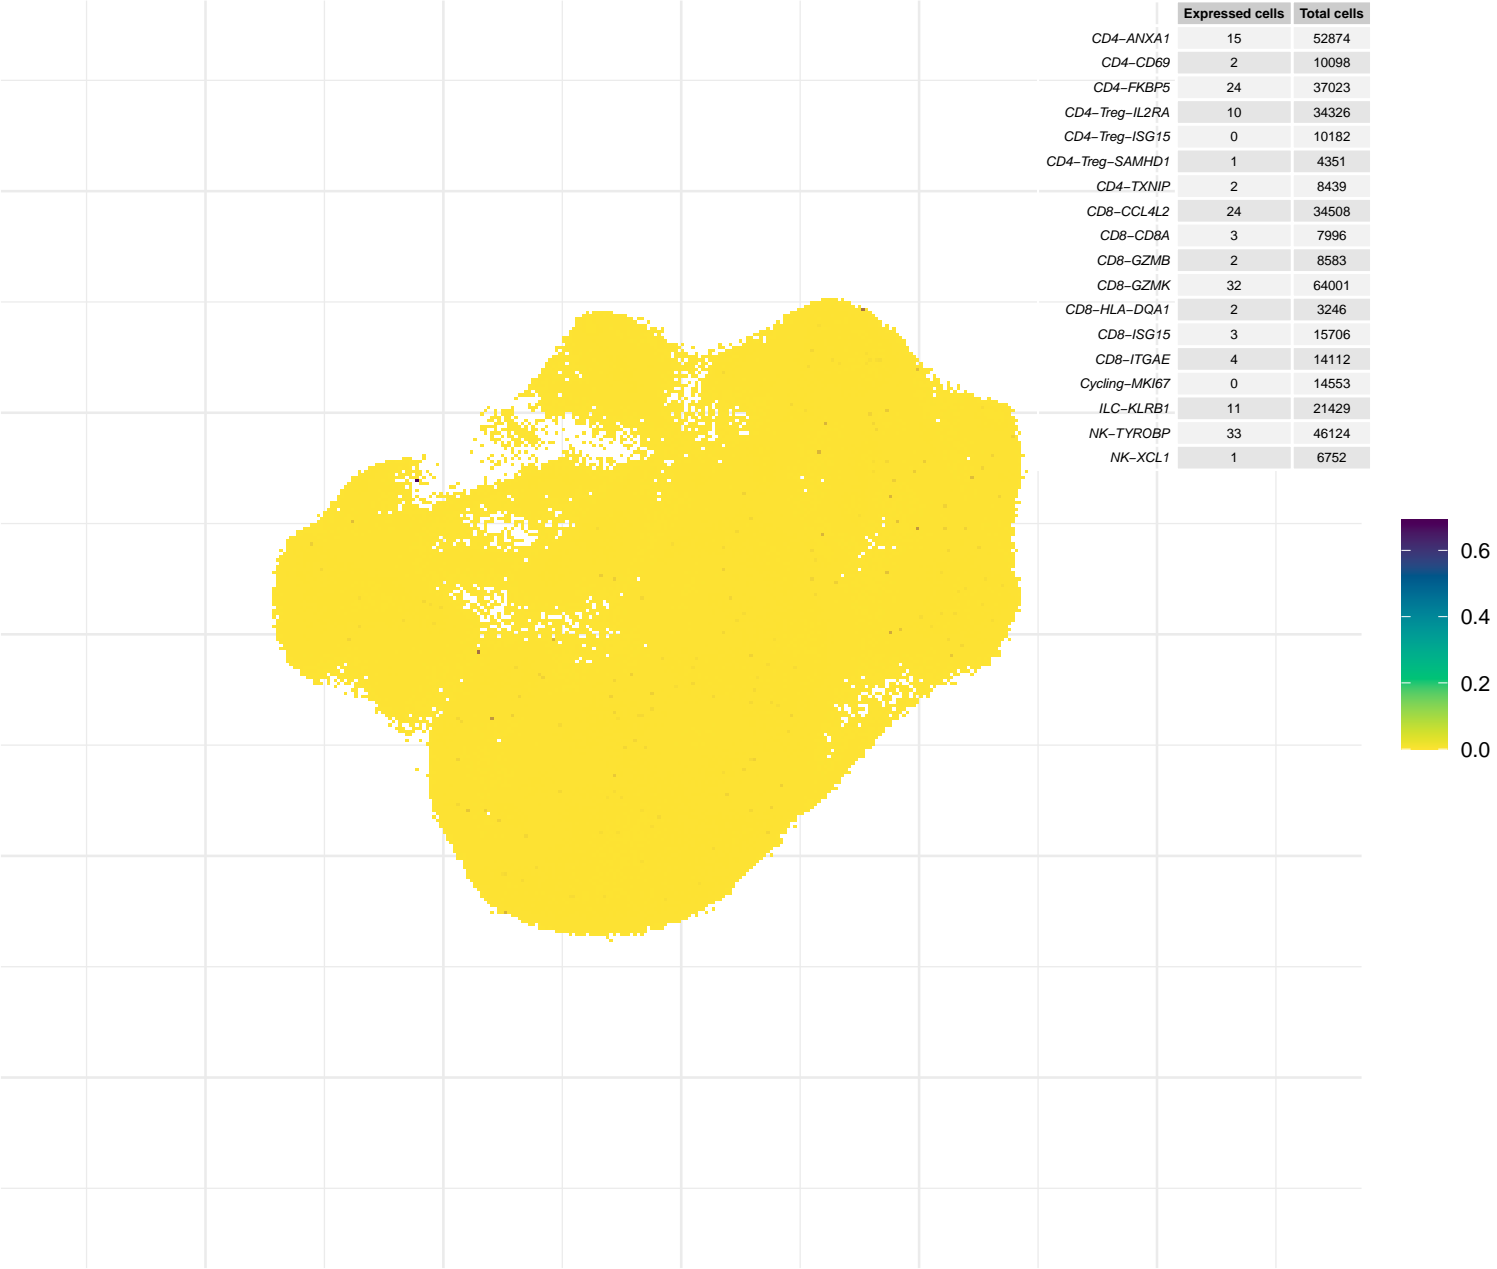 Expressed cells Total cells
CD4−ANXA1 15 52874
CD4−CD69 2 10098
CD4−FKBP5 24 37023
CD4−Treg−IL2RA 10 34326
CD4−Treg−ISG15 0 10182
CD4−Treg−SAMHD1 1 4351
CD4−TXNIP 2 8439
CD8−CCL4L2 24 34508
CD8−CD8A 3 7996
CD8−GZMB 2 8583
CD8−GZMK 32 64001
CD8−HLA−DQA1 2 3246
CD8−ISG15 3 15706
CD8−ITGAE 4 14112
Cycling−MKI67 0 14553
ILC−KLRB1 11 21429
NK−TYROBP 33 46124
NK−XCL1 1 6752
0.6
0.4
0.2
0.0